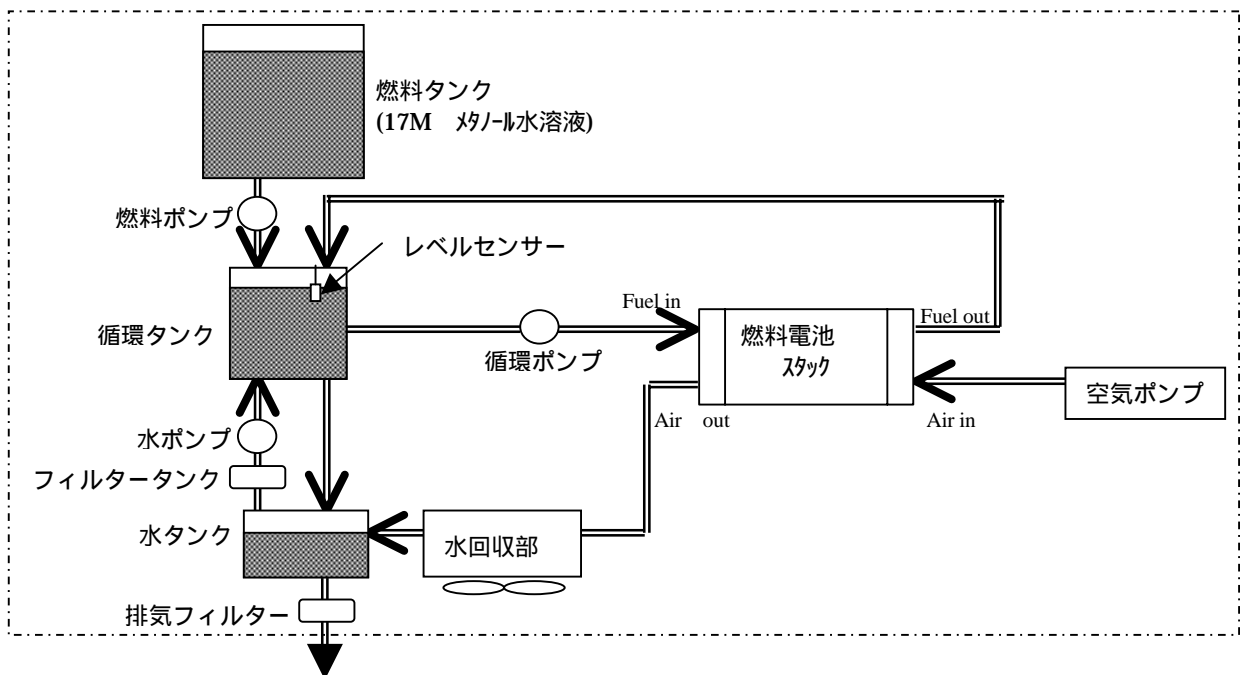 燃料タンク
(17M メタノール水溶液)
燃料ポンプ
レベルセンサー
Fuel in
Fuel out
循環タンク
循環ポンプ
燃料電池
スタック
空気ポンプ
Air out
Air in
水ポンプ
フィルタータンク
水タンク
水回収部
排気フィルター